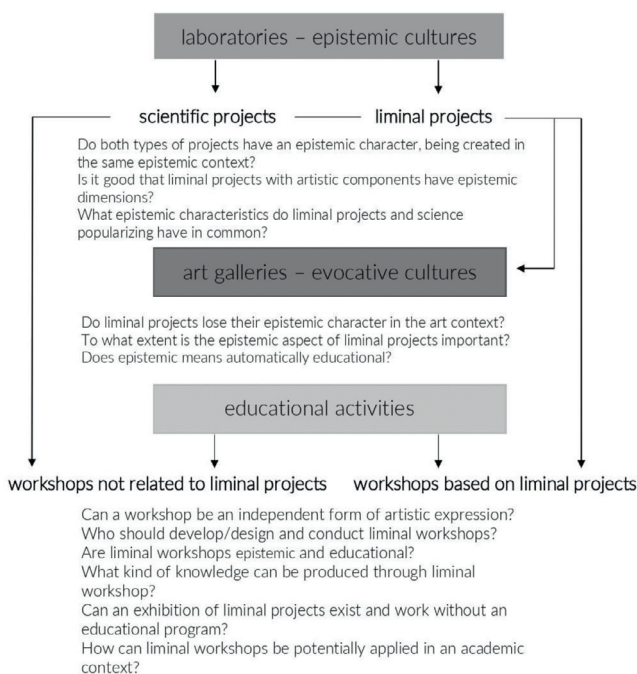 laboratories – epistemic cultures
scientific projects
liminal projects
Do both types of projects have an epistemic character, being created in
the same epistemic context?
Is it good that liminal projects with artistic components have epistemic
dimensions?
What epistemic characteristics do liminal projects and science
popularizing have in common?
art galleries – evocative cultures
Do liminal projects lose their epistemic character in the art context?
To what extent is the epistemic aspect of liminal projects important?
Does epistemic means automatically educational?
educational activities
workshops not related to liminal projects
workshops based on liminal projects
Can a workshop be an independent form of artistic expression?
Who should develop/design and conduct liminal workshops?
Are liminal workshops epistemic and educational?
What kind of knowledge can be produced through liminal
workshop?
Can an exhibition of liminal projects exist and work without an
educational program?
How can liminal workshops be potentially applied in an academic
context?